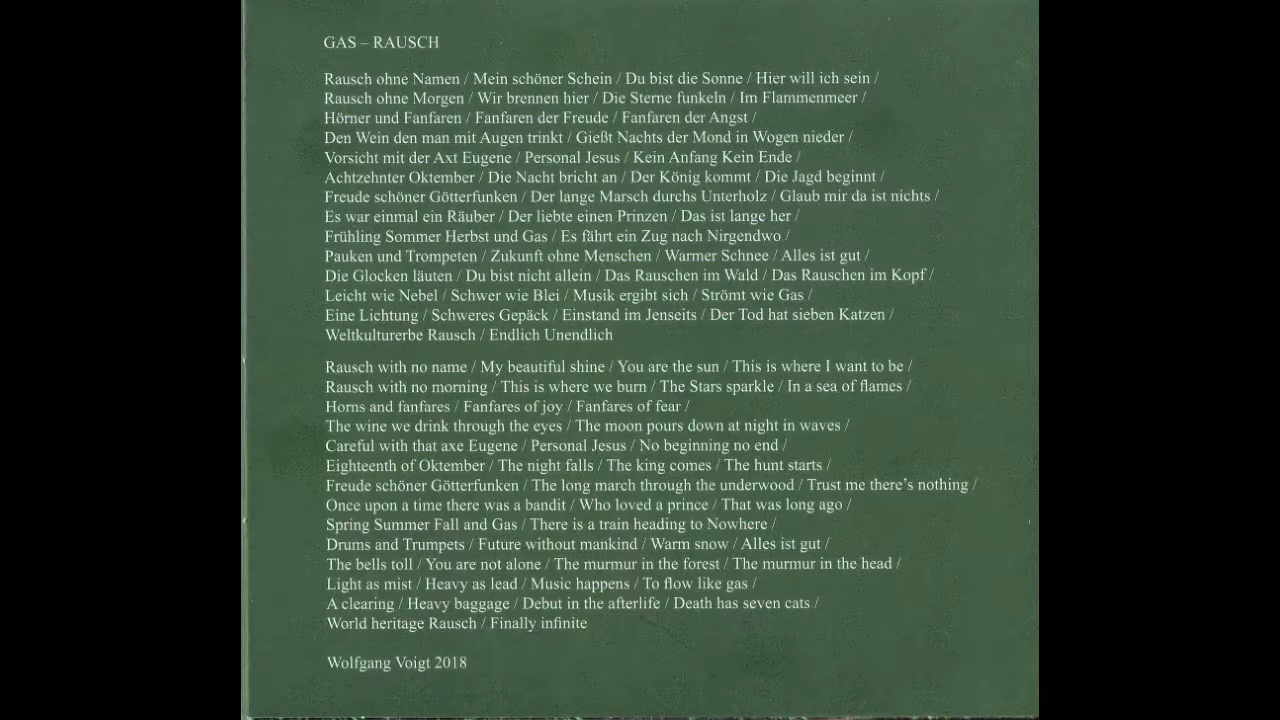 GAS – RAUSCH
Rausch ohne Namen / Mein schöner Schein / Du bist die Sonne / Hier will ich sein /
Rausch ohne Morgen / Wir brennen hier / Die Sterne funkeln / Im Flammenmeer /
Hörner und Fanfaren / Fanfaren der Freude / Fanfaren der Angst /
Den Wein den man mit Augen trinkt / Gießt Nachts der Mond in Wogen nieder /
Vorsicht mit der Axt Eugene / Personal Jesus / Kein Anfang Kein Ende /
Achtzehnter Oktember / Die Nacht bricht an / Der König kommt / Die Jagd beginnt /
Freude schöner Götterfunken / Der lange Marsch durchs Unterholz / Glaub mir da ist nichts /
Es war einmal ein Räuber / Der liebte einen Prinzen / Das ist lange her /
Frühling Sommer Herbst und Gas / Es fährt ein Zug nach Nirgendwo /
Pauken und Trompeten / Zukunft ohne Menschen / Warmer Schnee / Alles ist gut /
Die Glocken läuten / Du bist nicht allein / Das Rauschen im Wald / Das Rauschen im Kopf /
Leicht wie Nebel / Schwer wie Blei / Musik ergibt sich / Strömt wie Gas /
Eine Lichtung / Schweres Gepäck / Einstand im Jenseits / Der Tod hat sieben Katzen /
Weltkulturerbe Rausch / Endlich Unendlich
Rausch with no name / My beautiful shine / You are the sun / This is where I want to be /
Rausch with no morning / This is where we burn / The Stars sparkle / In a sea of flames /
Horns and fanfares / Fanfares of joy / Fanfares of fear /
The wine we drink through the eyes / The moon pours down at night in waves /
Careful with that axe Eugene / Personal Jesus / No beginning no end /
Eighteenth of Oktember / The night falls / The king comes / The hunt starts /
Freude schöner Götterfunken / The long march through the underwood / Trust me there's nothing /
Once upon a time there was a bandit / Who loved a prince / That was long ago /
Spring Summer Fall and Gas / There is a train heading to Nowhere /
Drums and Trumpets / Future without mankind / Warm snow / Alles ist gut /
The bells toll / You are not alone / The murmur in the forest / The murmur in the head /
Light as mist / Heavy as lead / Music happens / To flow like gas /
A clearing / Heavy baggage / Debut in the afterlife / Death has seven cats /
World heritage Rausch / Finally infinite
Wolfgang Voigt 2018